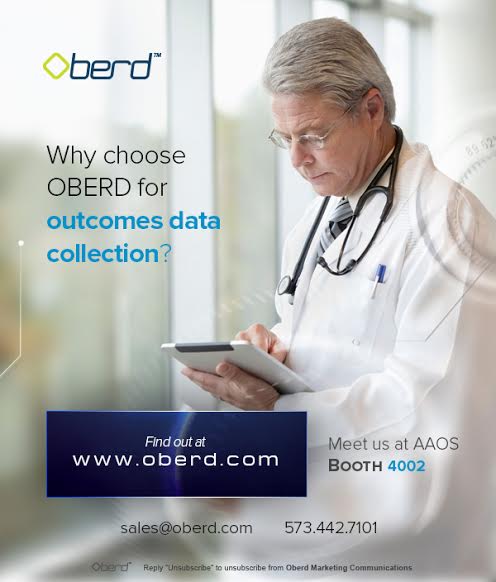 Oberd™
Why choose
OBERD for
outcomes data
collection?
Find out at
www.oberd.com
Meet us at AAOS
BOOTH 4002
sales@oberd.com 573.442.7101
Oberd™ Reply "Unsubscribe" to unsubscribe from Oberd Marketing Communications